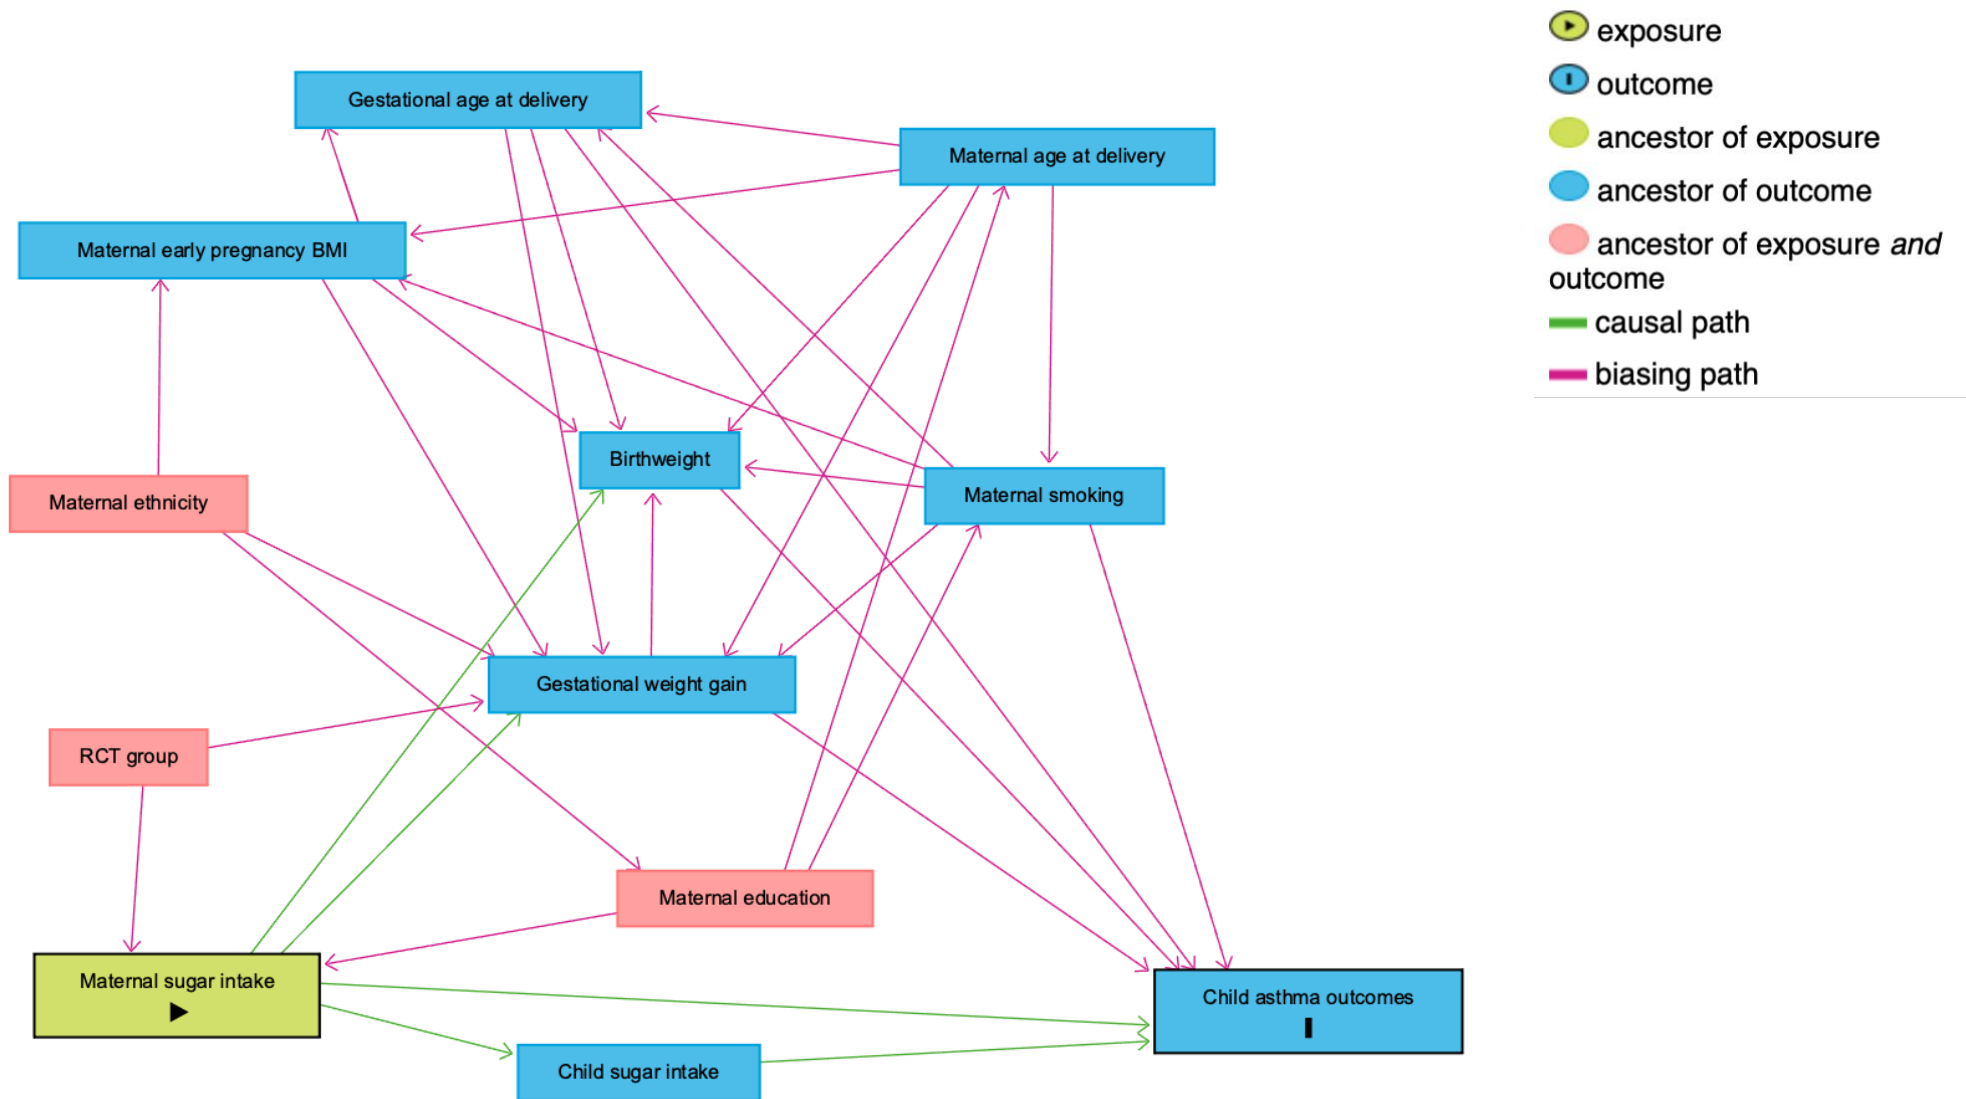 Gestational age at delivery
Maternal age at delivery
Maternal early pregnancy BMI
Birthweight
Maternal smoking
Maternal ethnicity
Gestational weight gain
RCT group
Maternal education
Maternal sugar intake
Child asthma outcomes
Child sugar intake
exposure
outcome
ancestor of exposure
ancestor of outcome
ancestor of exposure and
outcome
causal path
biasing path